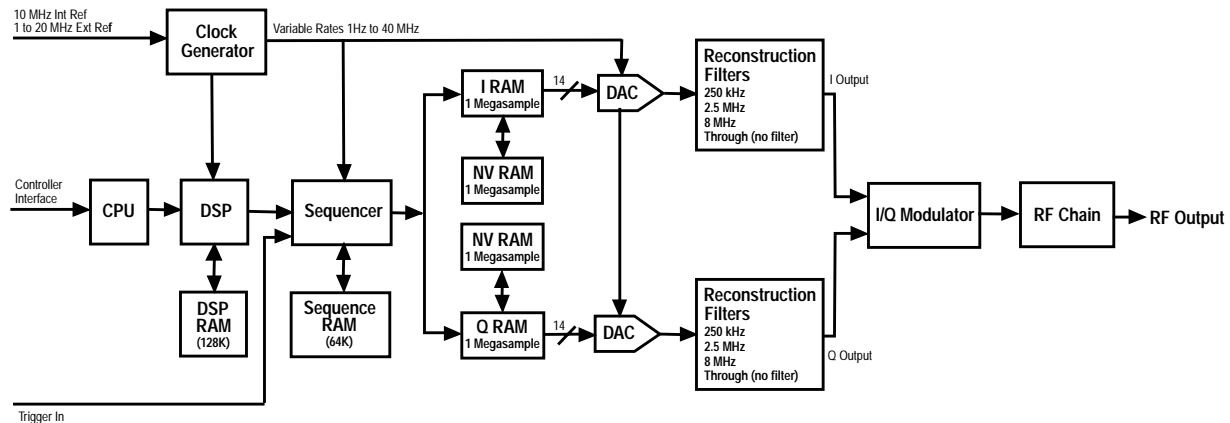 10 MHz Int Ref
1 to 20 MHz Ext Ref
Clock
Generator
Variable Rates 1Hz to 40 MHz
I RAM
1 Megasample
14
DAC
Reconstruction
Filters
250 kHz
2.5 MHz
8 MHz
Through (no filter)
I Output
NV RAM
1 Megasample
Controller
Interface
CPU
DSP
Sequencer
NV RAM
1 Megasample
I/Q Modulator
RF Chain
RF Output
DSP
RAM
(128K)
Sequence
RAM
(64K)
Q RAM
1 Megasample
14
DAC
Reconstruction
Filters
250 kHz
2.5 MHz
8 MHz
Through (no filter)
Q Output
Trigger In